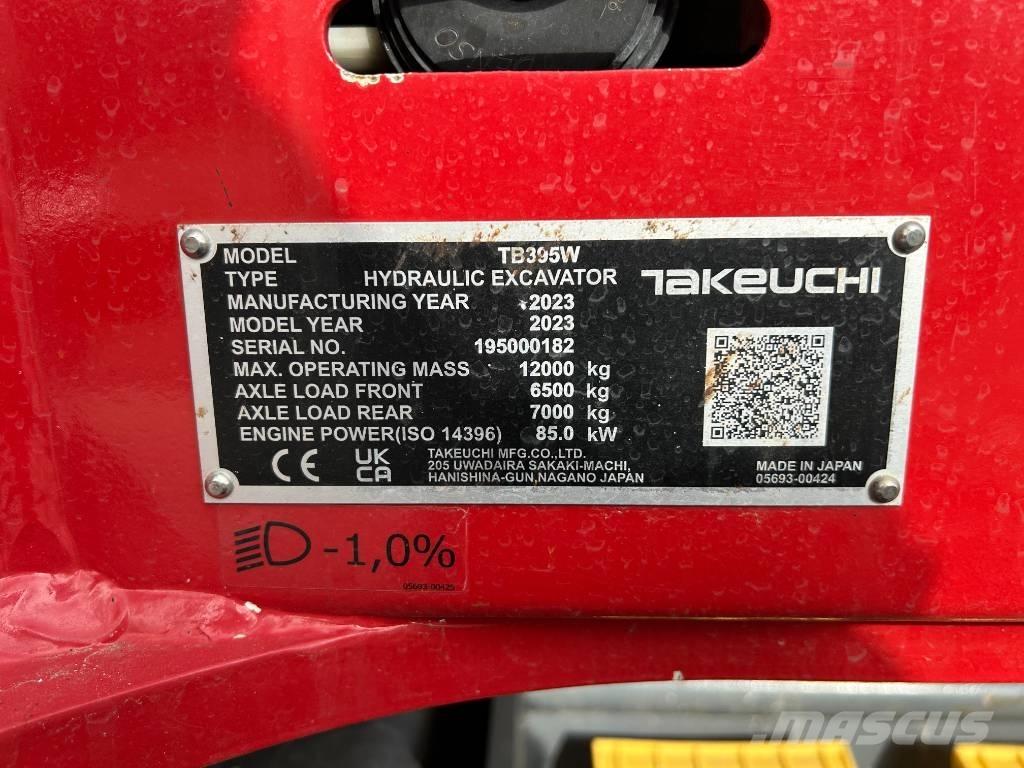 MODEL TB395W
TYPE HYDRAULIC EXCAVATOR
TAKEUCHI
MANUFACTURING YEAR 2023
MODEL YEAR 2023
SERIAL NO. 195000182
MAX. OPERATING MASS 12000 kg
AXLE LOAD FRONT 6500 kg
AXLE LOAD REAR 7000 kg
ENGINE POWER(ISO 14396) 85.0 kW
CE UK CA
TAKEUCHI MFG.CO.,LTD.
205 UWADAIRA SAKAKI-MACHI,
HANISHINA-GUN,NAGANO JAPAN
MADE IN JAPAN
05693-00424
-1,0%
05693-00425
MASCUS